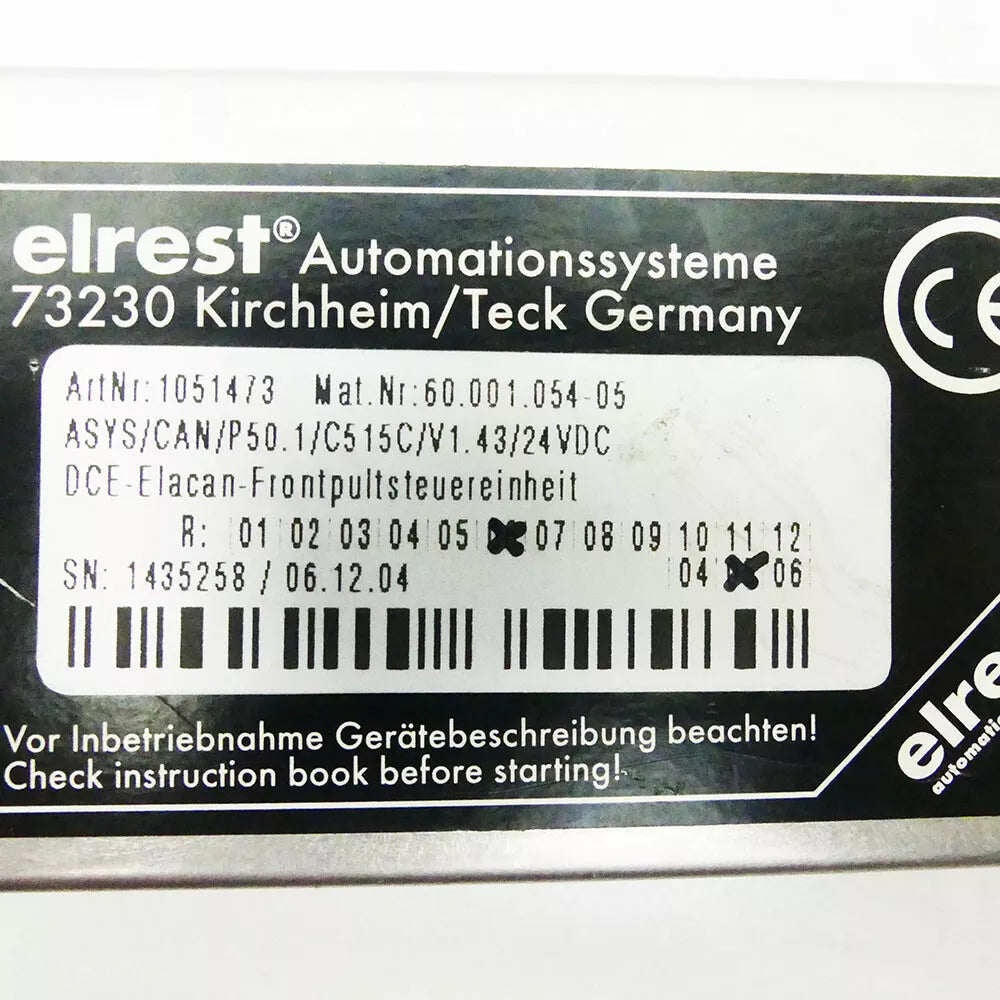 elrest® Automationssysteme
73230 Kirchheim/Teck Germany
CE
ArtNr:1051473 Mat.Nr:60.001.054-05
ASYS/CAN/P50.1/C515C/V1.43/24VDC
DCE-Elacan-Frontpultsteuereinheit
R: 01 02 03 04 05 07 08 09 10 11 12
SN: 1435258 / 06.12.04 04 06
Vor Inbetriebnahme Gerätebeschreibung beachten!
Check instruction book before starting!